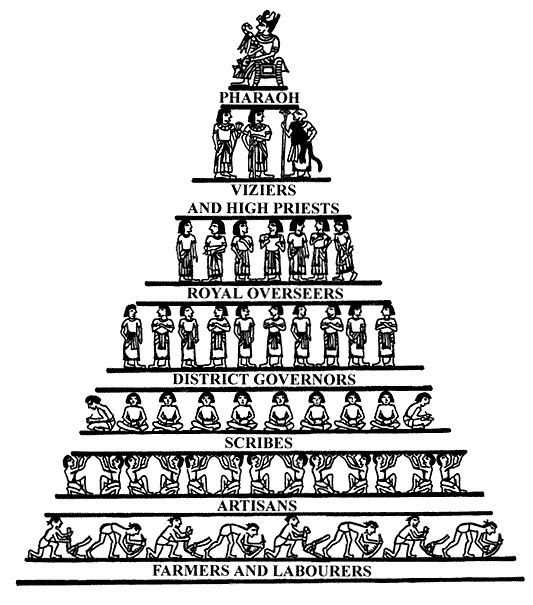 PHARAOH
VIZIERS
AND HIGH PRIESTS
ROYAL OVERSEERS
DISTRICT GOVERNORS
SCRIBES
ARTISANS
FARMERS AND LABOURERS